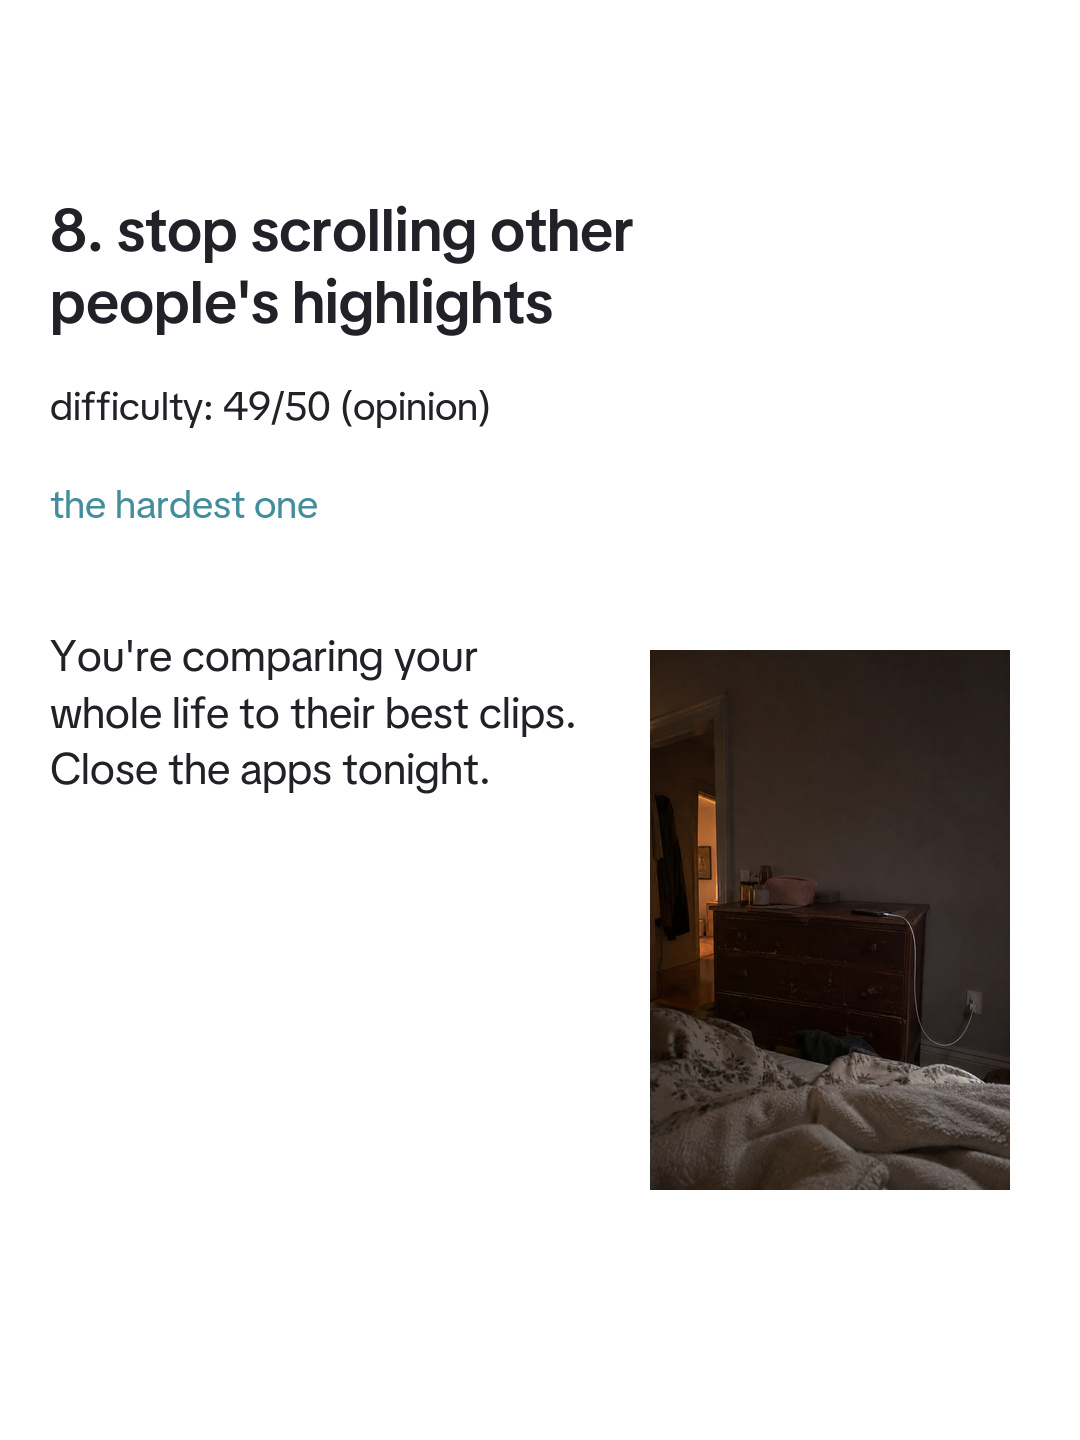 8. stop scrolling other
people's highlights
difficulty: 49/50 (opinion)
the hardest one
You're comparing your
whole life to their best clips.
Close the apps tonight.